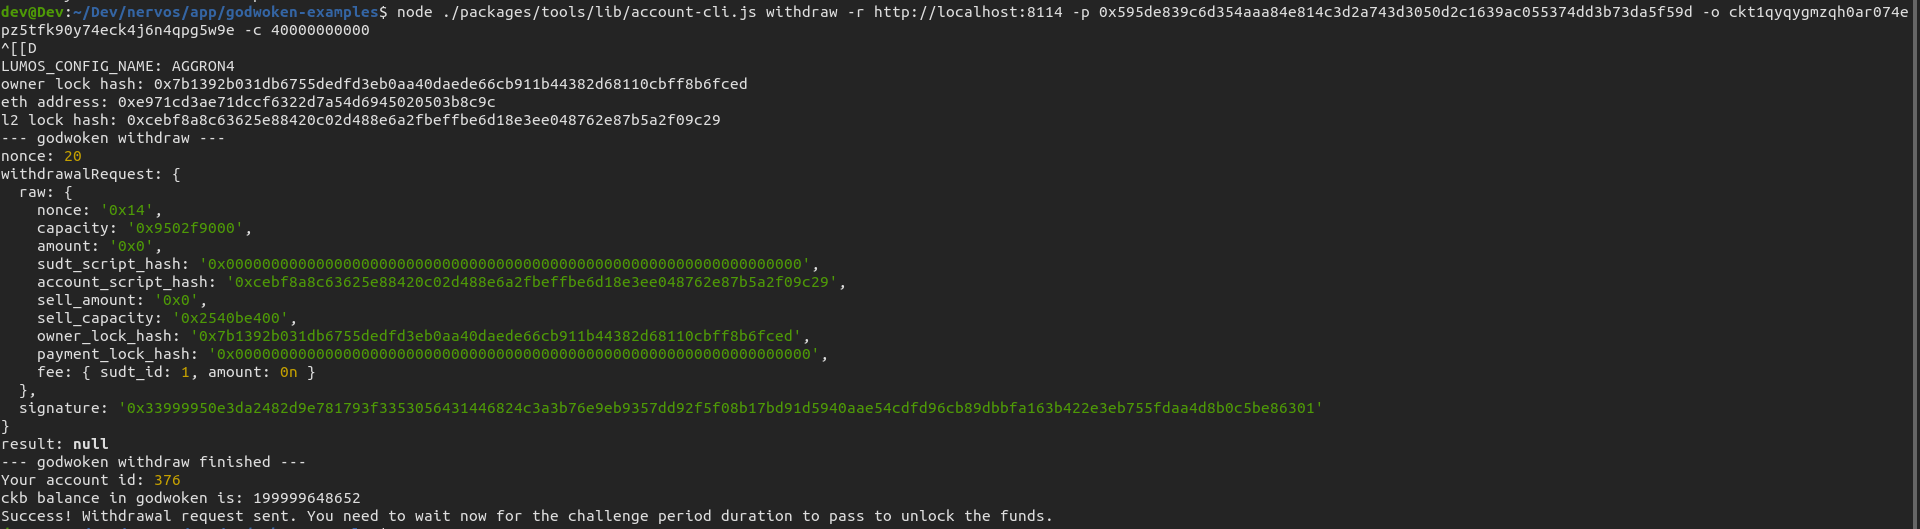 dev@Dev:~/Dev/nervos/app/godwoken-examples$ node ./packages/tools/lib/account-cli.js withdraw -r http://localhost:8114 -p 0x595de839c6d354aaa84e814c3d2a743d3050d2c1639ac055374dd3b73da5f59d -o ckt1qyqygmzqh0ar074e
pz5tfk90y74eck4j6n4qpg5w9e -c 40000000000
^[[D
LUMOS_CONFIG_NAME: AGGRON4
owner lock hash: 0x7b1392b031db6755dedfd3eb0aa40daede66cb911b44382d68110cbff8b6fced
eth address: 0xe971cd3ae71dccf6322d7a54d6945020503b8c9c
l2 lock hash: 0xcebf8a8c63625e88420c02d488e6a2fbeffbe6d18e3ee048762e87b5a2f09c29
--- godwoken withdraw ---
nonce: 20
withdrawalRequest: {
  raw: {
    nonce: '0x14',
    capacity: '0x9502f9000',
    amount: '0x0',
    sudt_script_hash: '0x0000000000000000000000000000000000000000000000000000000000000000',
    account_script_hash: '0xcebf8a8c63625e88420c02d488e6a2fbeffbe6d18e3ee048762e87b5a2f09c29',
    sell_amount: '0x0',
    sell_capacity: '0x2540be400',
    owner_lock_hash: '0x7b1392b031db6755dedfd3eb0aa40daede66cb911b44382d68110cbff8b6fced',
    payment_lock_hash: '0x0000000000000000000000000000000000000000000000000000000000000000',
    fee: { sudt_id: 1, amount: 0n }
  },
  signature: '0x33999950e3da2482d9e781793f3353056431446824c3a3b76e9eb9357dd92f5f08b17bd91d5940aae54cdfd96cb89dbbfa163b422e3eb755fdaa4d8b0c5be86301'
}
result: null
--- godwoken withdraw finished ---
Your account id: 376
ckb balance in godwoken is: 199999648652
Success! Withdrawal request sent. You need to wait now for the challenge period duration to pass to unlock the funds.